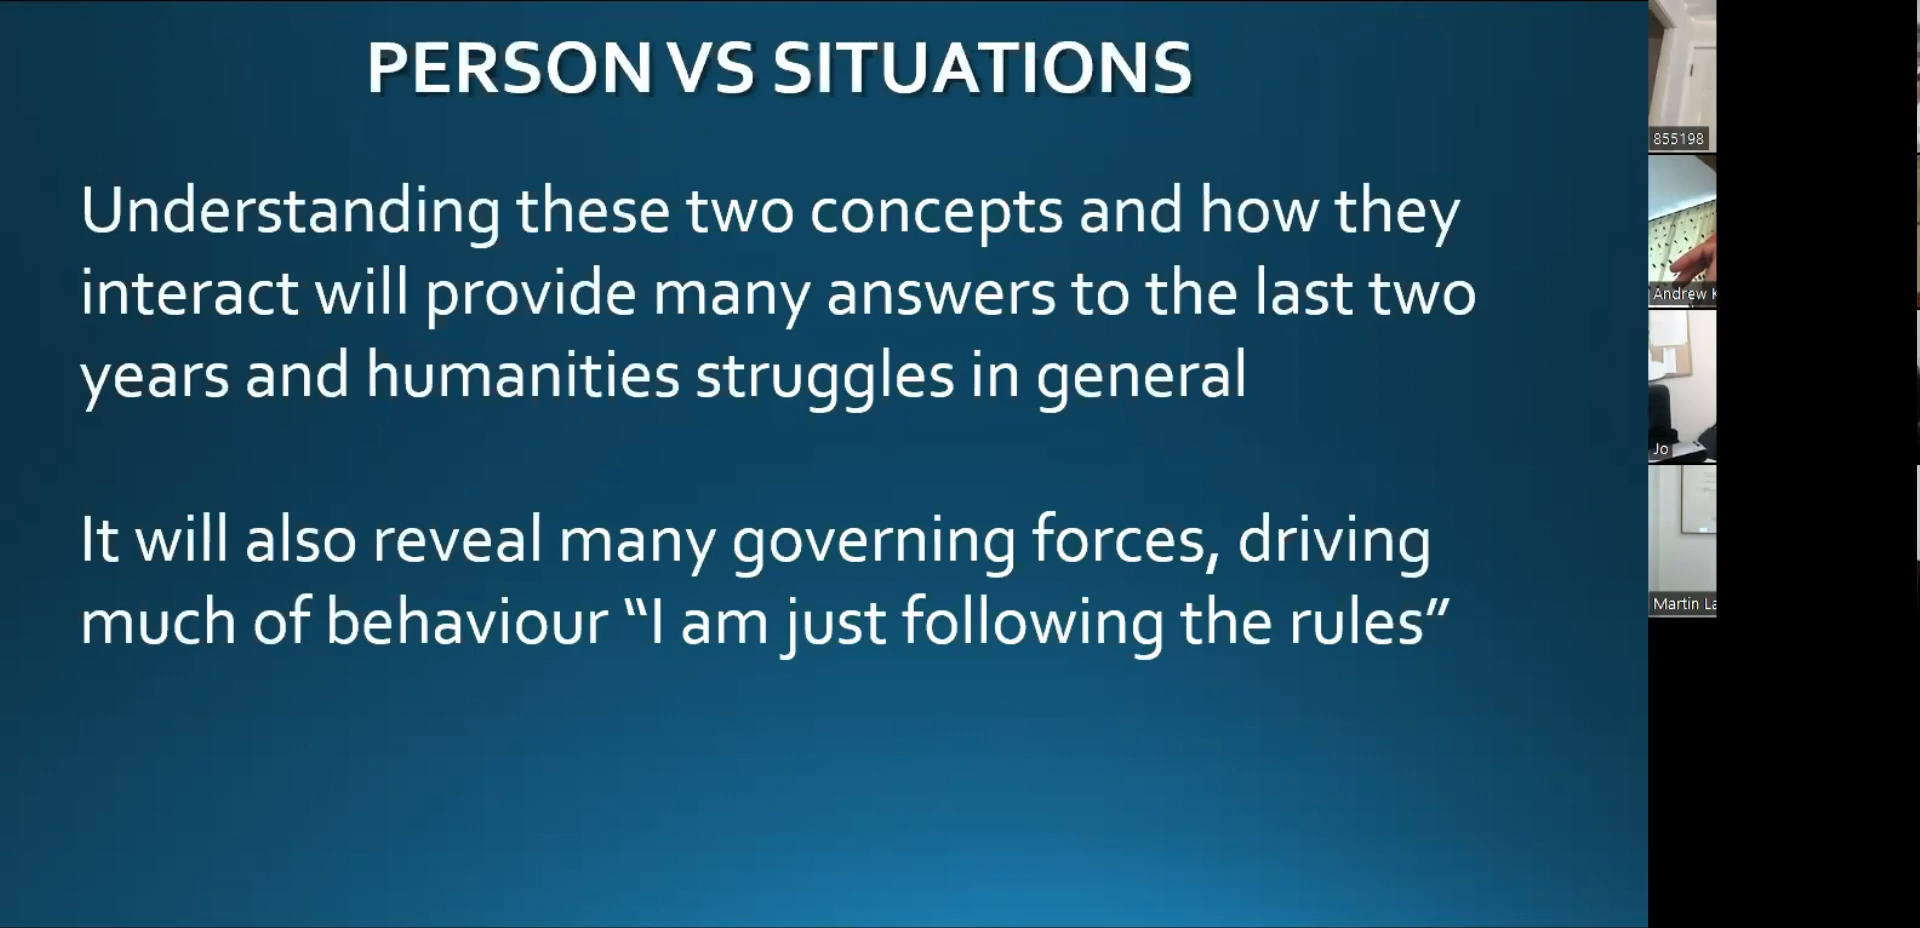 PERSON VS SITUATIONS
Understanding these two concepts and how they
interact will provide many answers to the last two
years and humanities struggles in general
It will also reveal many governing forces, driving
much of behaviour “I am just following the rules”
855198
Andrew
Jo
Martin